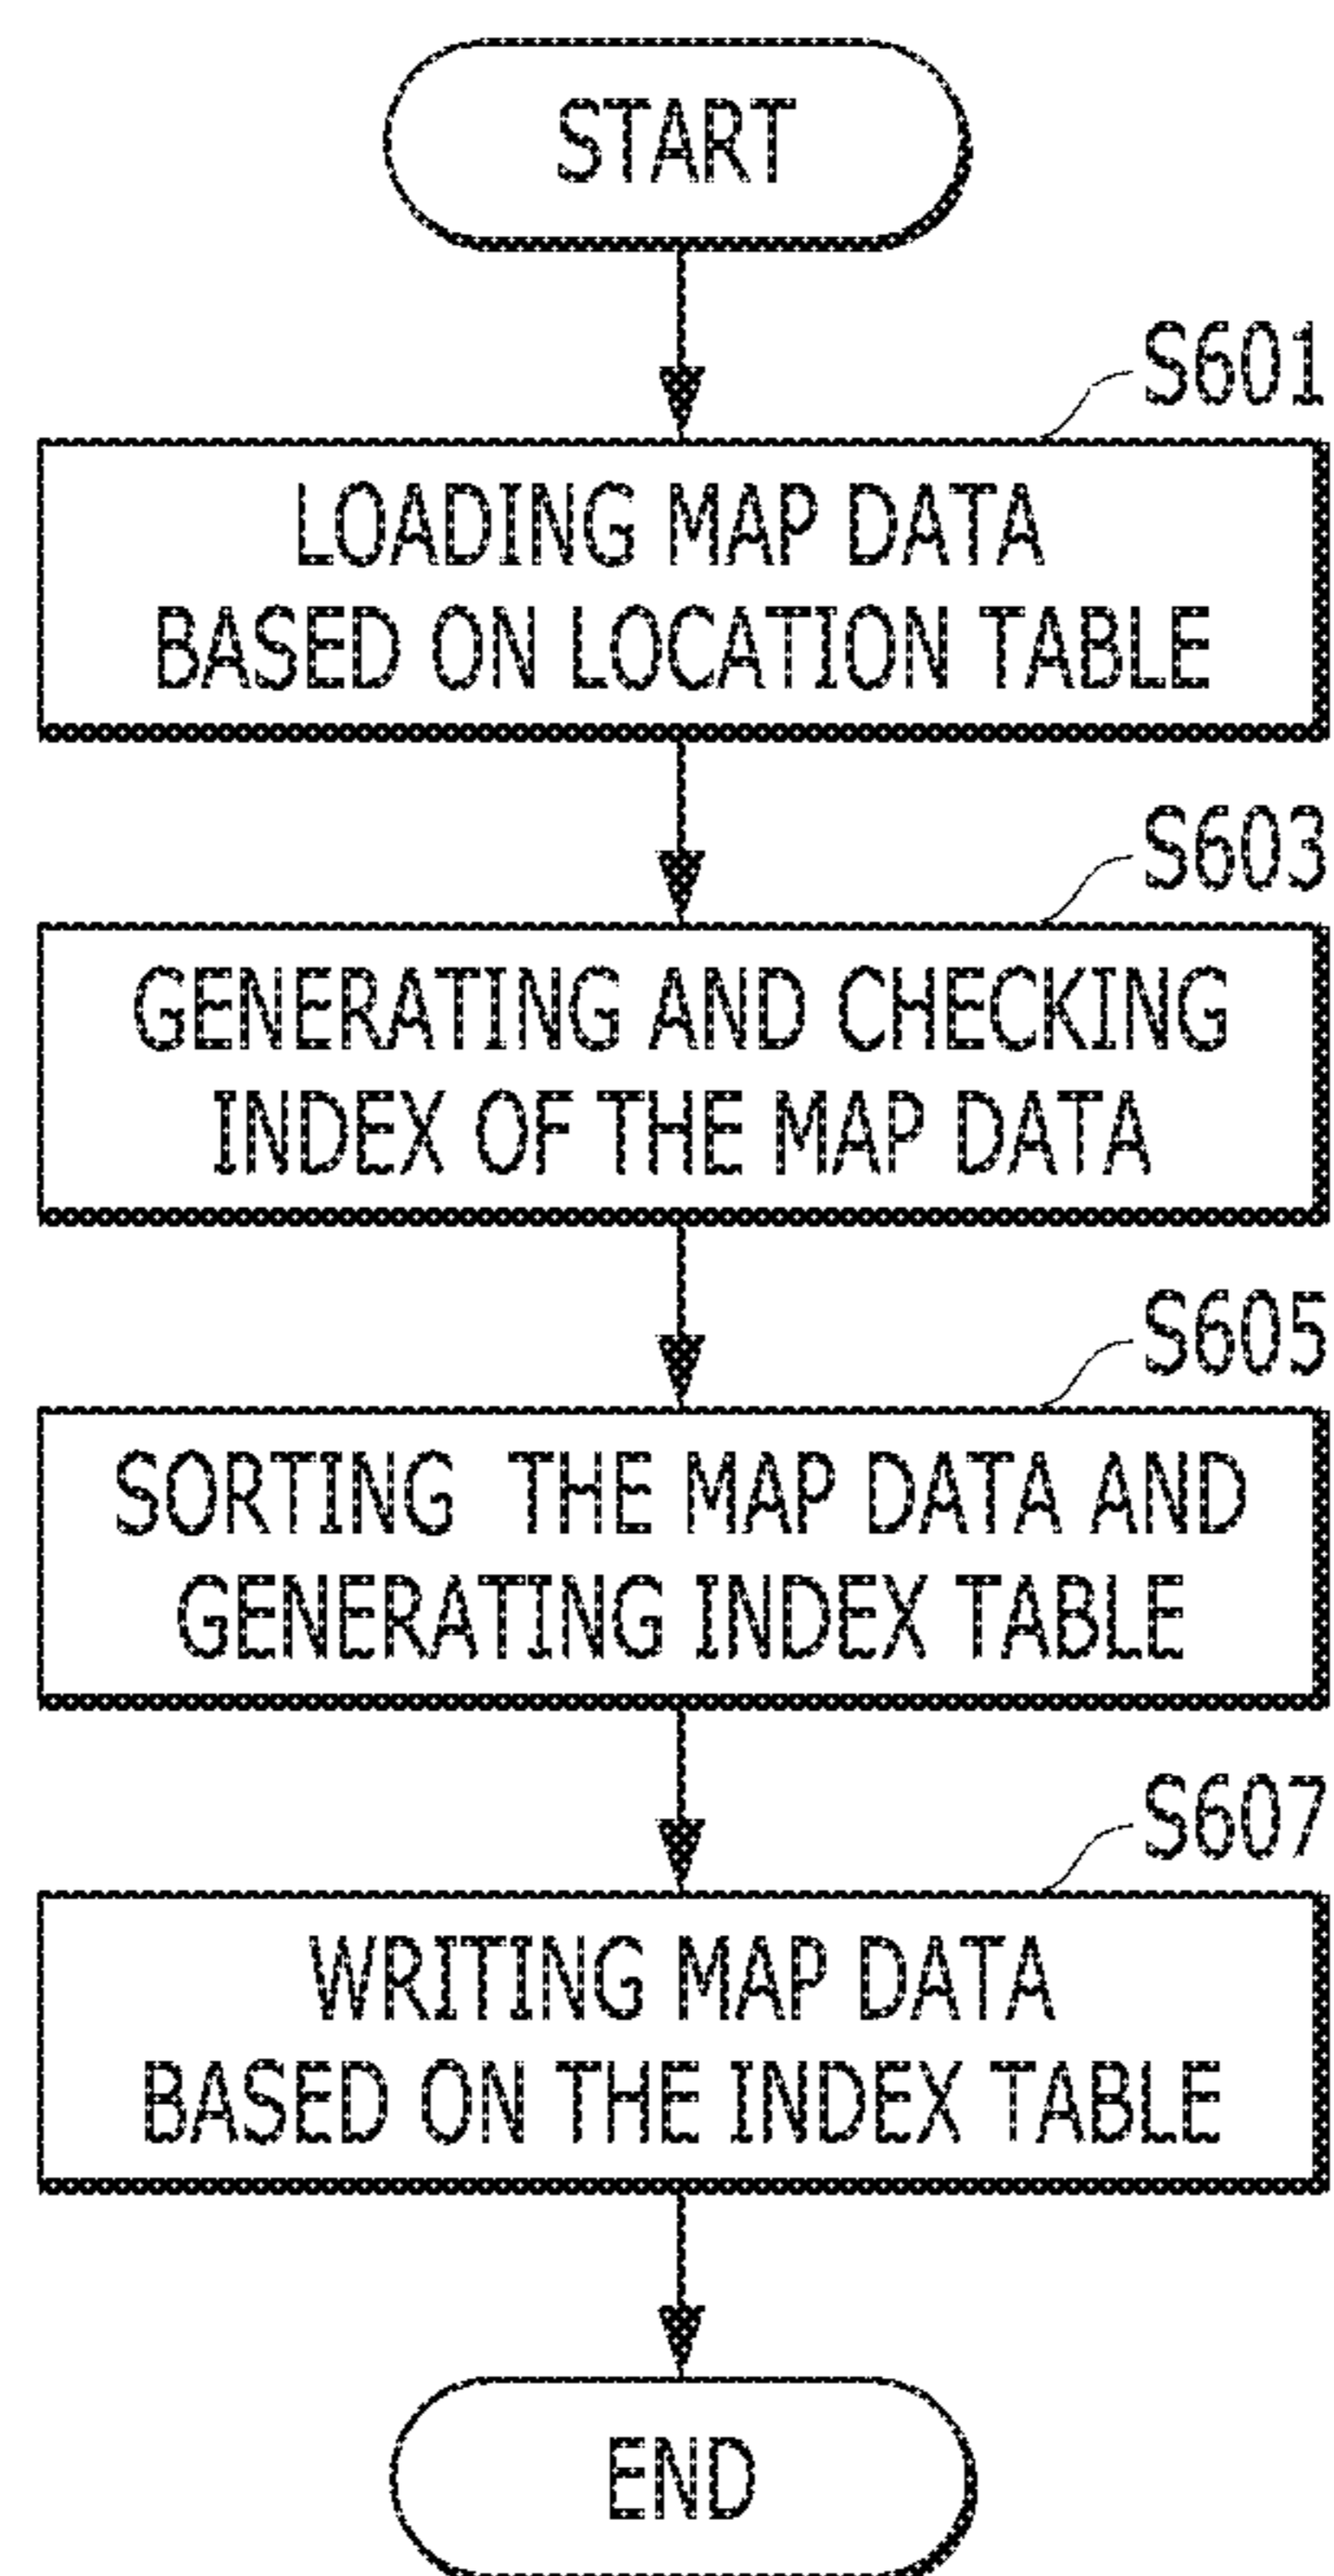 START
S601
LOADING MAP DATA
BASED ON LOCATION TABLE
S603
GENERATING AND CHECKING
INDEX OF THE MAP DATA
S605
SORTING THE MAP DATA AND
GENERATING INDEX TABLE
S607
WRITING MAP DATA
BASED ON THE INDEX TABLE
END